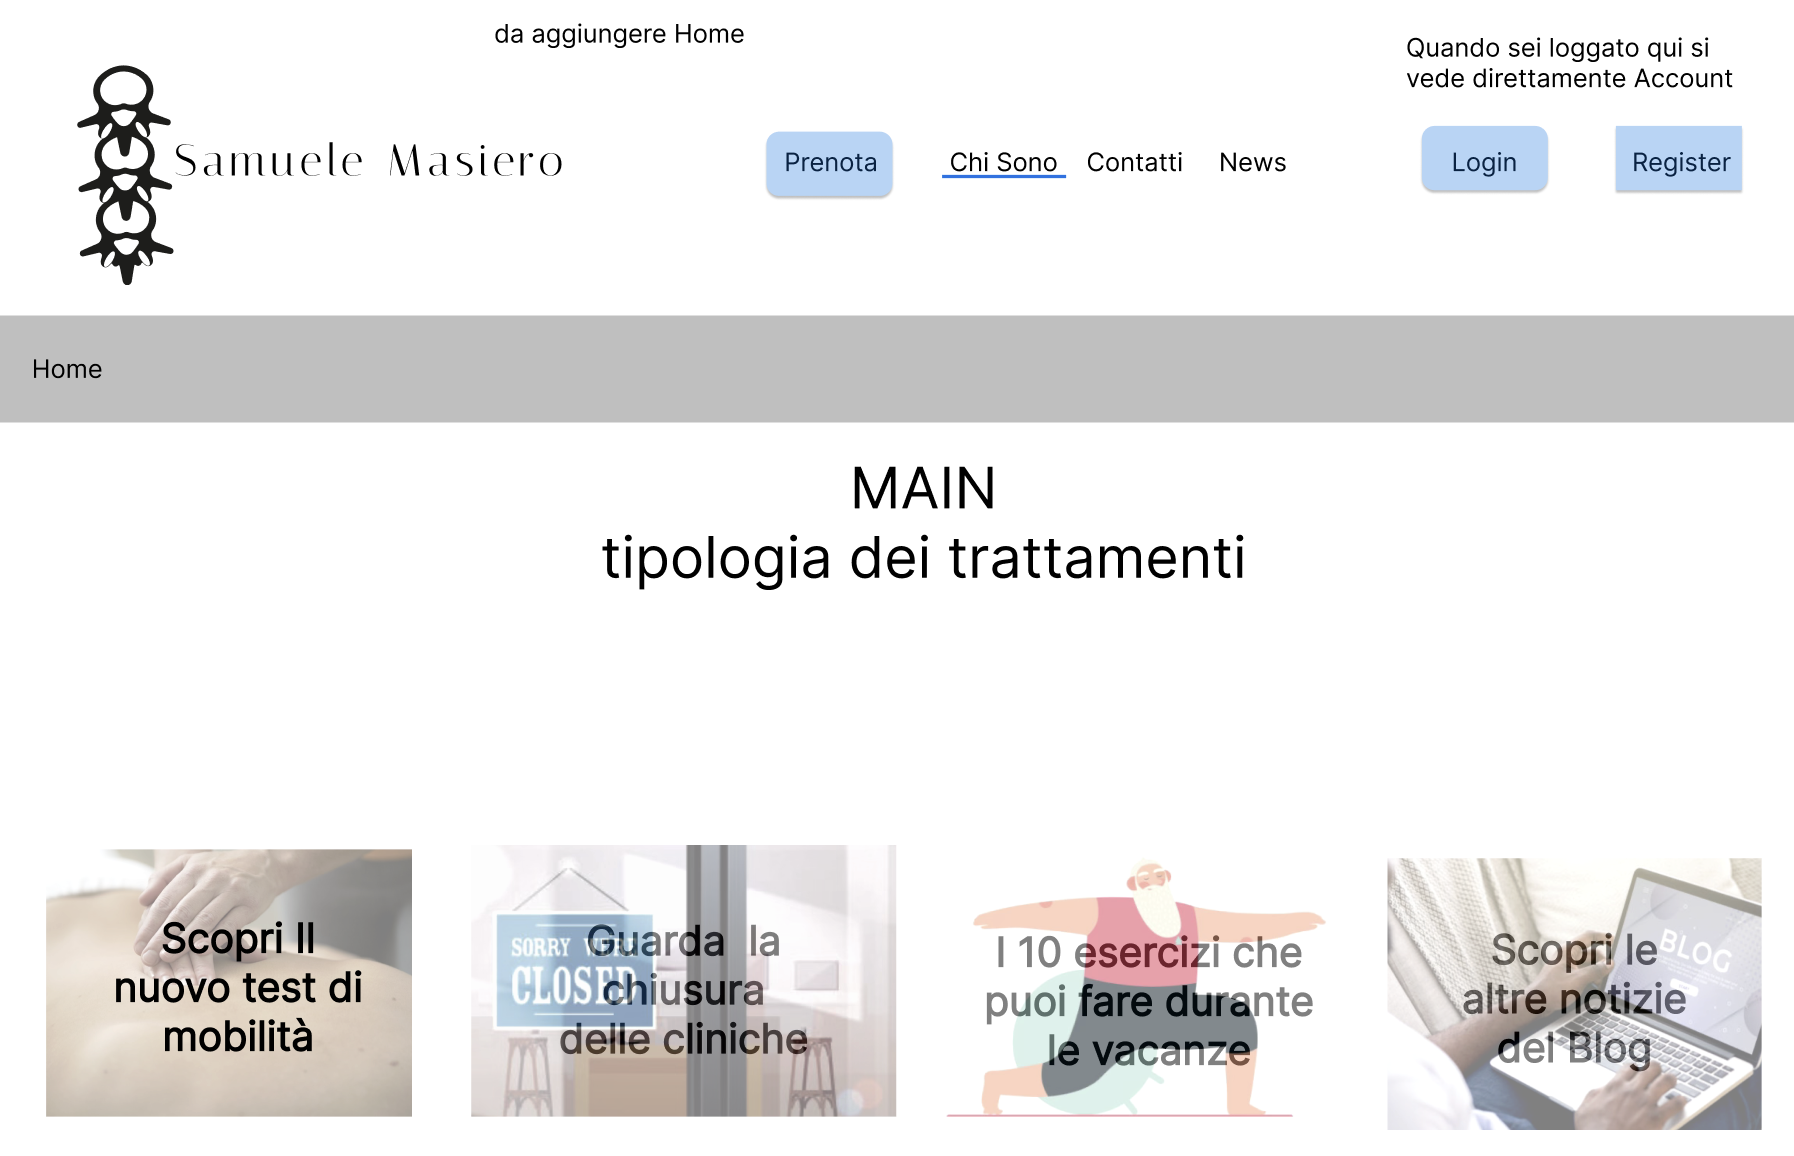 da aggiungere Home
Quando sei loggato qui si
vede direttamente Account
Samuele Masiero
Prenota
Chi Sono
Contatti
News
Login
Register
Home
MAIN
tipologia dei trattamenti
Scopri Il
nuovo test di
mobilità
SORRY WE'RE
CLOSED
Guarda la
chiusura
delle cliniche
I 10 esercizi che
puoi fare durante
le vacanze
BLOG
Scopri le
altre notizie
del Blog